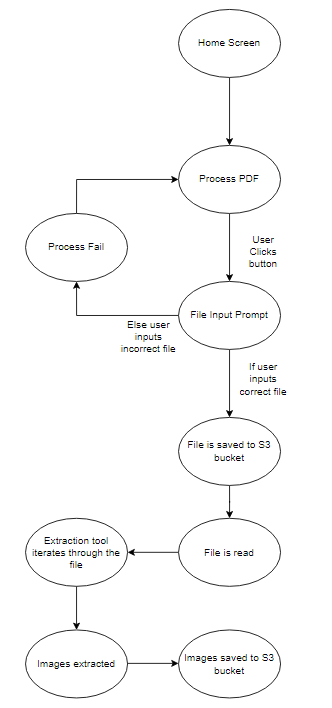 Home Screen
Process PDF
User
Clicks
button
Process Fail
File Input Prompt
Else user
inputs
incorrect file
If user
inputs
correct file
File is saved to S3
bucket
Extraction tool
iterates through the
file
File is read
Images extracted
Images saved to S3
bucket